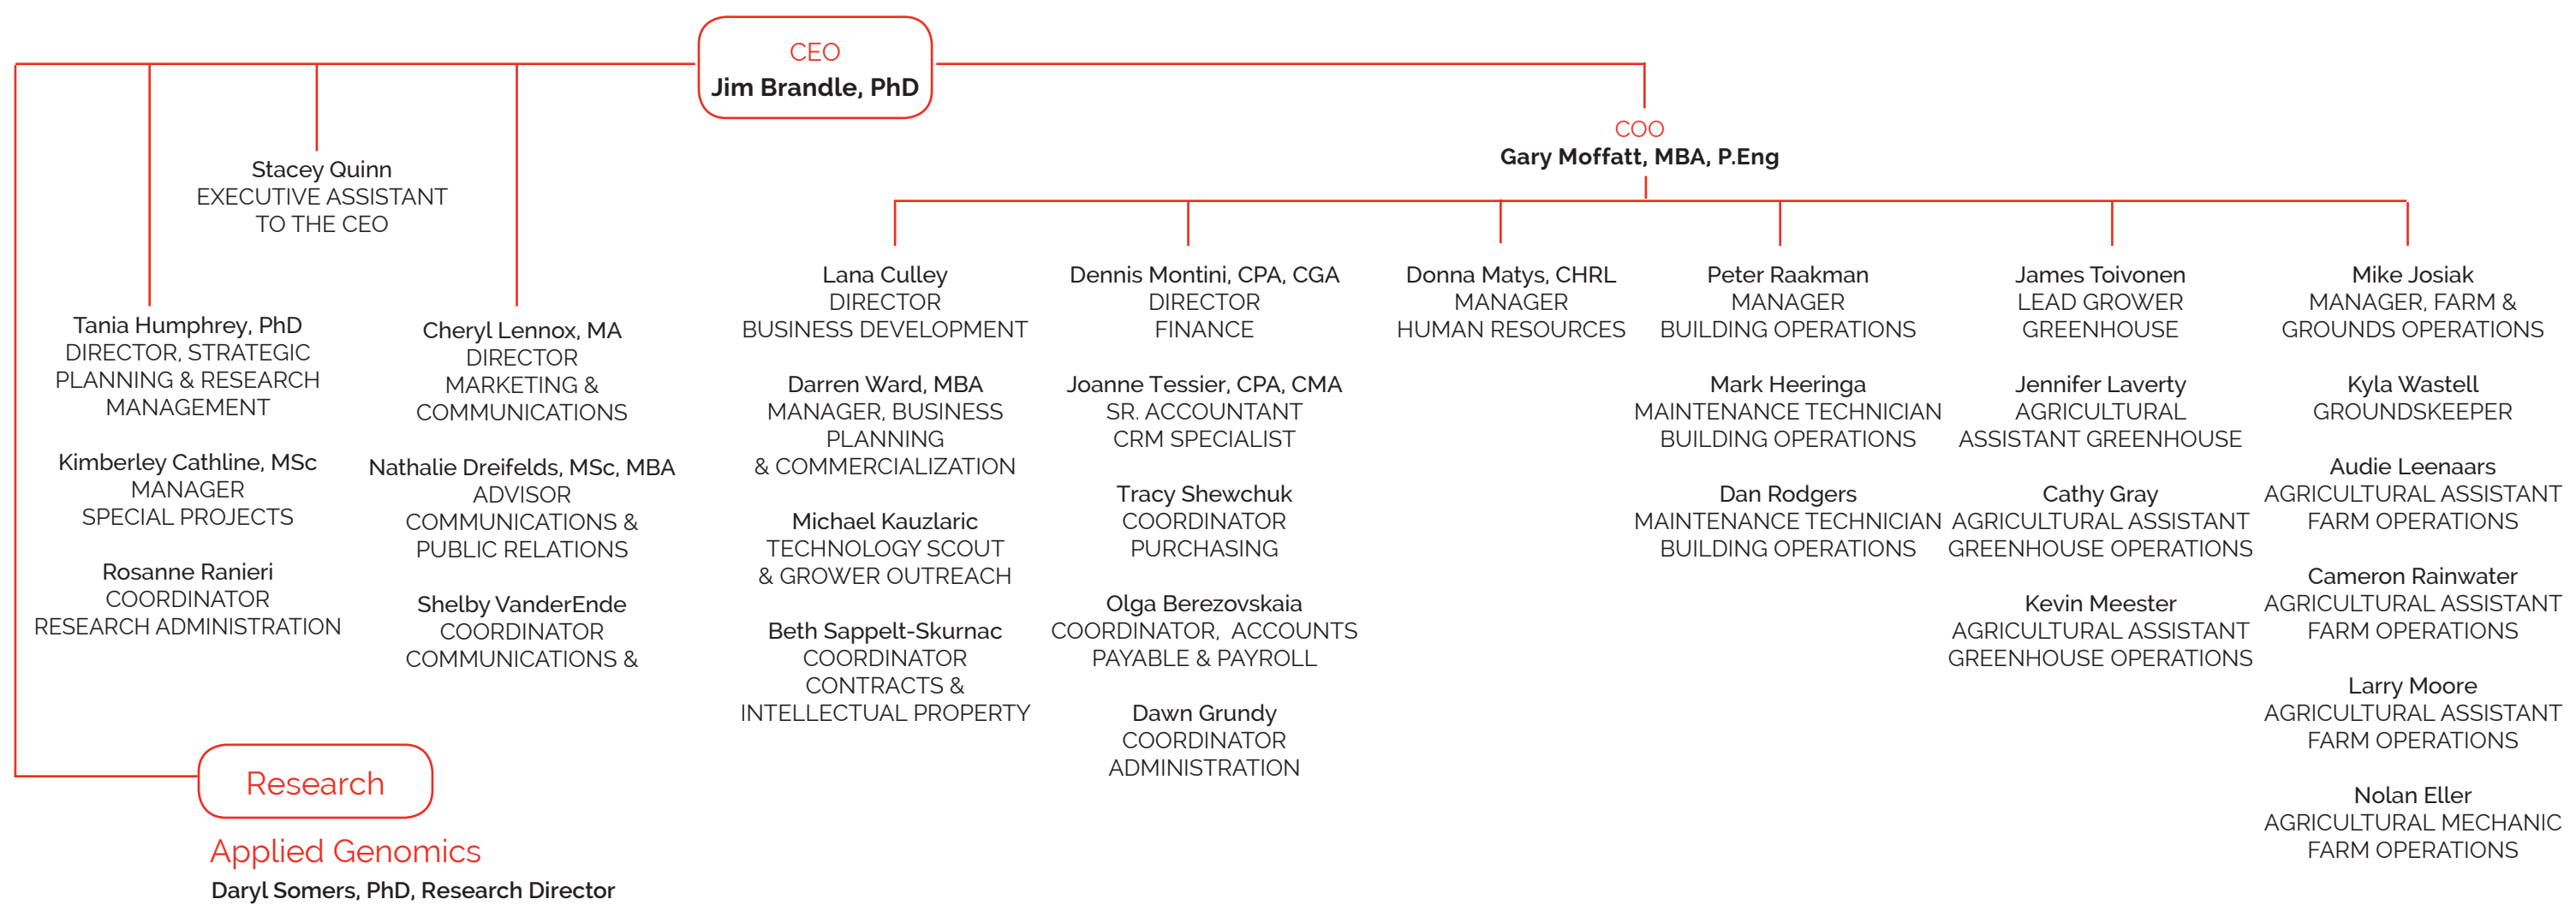 CEO
Jim Brandle, PhD
COO
Gary Moffatt, MBA, P.Eng
Stacey Quinn
EXECUTIVE ASSISTANT
TO THE CEO
Tania Humphrey, PhD
DIRECTOR, STRATEGIC
PLANNING & RESEARCH
MANAGEMENT
Kimberley Cathline, MSc
MANAGER
SPECIAL PROJECTS
Rosanne Ranieri
COORDINATOR
RESEARCH ADMINISTRATION
Cheryl Lennox, MA
DIRECTOR
MARKETING &
COMMUNICATIONS
Nathalie Dreifelds, MSc, MBA
ADVISOR
COMMUNICATIONS &
PUBLIC RELATIONS
Shelby VanderEnde
COORDINATOR
COMMUNICATIONS &
Lana Culley
DIRECTOR
BUSINESS DEVELOPMENT
Darren Ward, MBA
MANAGER, BUSINESS
PLANNING
& COMMERCIALIZATION
Michael Kauzlaric
TECHNOLOGY SCOUT
& GROWER OUTREACH
Beth Sappelt-Skurnac
COORDINATOR
CONTRACTS &
INTELLECTUAL PROPERTY
Dennis Montini, CPA, CGA
DIRECTOR
FINANCE
Joanne Tessier, CPA, CMA
SR. ACCOUNTANT
CRM SPECIALIST
Tracy Shewchuk
COORDINATOR
PURCHASING
Olga Berezovskaia
COORDINATOR, ACCOUNTS
PAYABLE & PAYROLL
Dawn Grundy
COORDINATOR
ADMINISTRATION
Donna Matys, CHRL
MANAGER
HUMAN RESOURCES
Peter Raakman
MANAGER
BUILDING OPERATIONS
Mark Heeringa
MAINTENANCE TECHNICIAN
BUILDING OPERATIONS
Dan Rodgers
MAINTENANCE TECHNICIAN
BUILDING OPERATIONS
James Toivonen
LEAD GROWER
GREENHOUSE
Jennifer Laverty
AGRICULTURAL
ASSISTANT GREENHOUSE
Cathy Gray
AGRICULTURAL ASSISTANT
GREENHOUSE OPERATIONS
Kevin Meester
AGRICULTURAL ASSISTANT
GREENHOUSE OPERATIONS
Mike Josiak
MANAGER, FARM &
GROUNDS OPERATIONS
Kyla Wastell
GROUNDSKEEPER
Audie Leenaars
AGRICULTURAL ASSISTANT
FARM OPERATIONS
Cameron Rainwater
AGRICULTURAL ASSISTANT
FARM OPERATIONS
Larry Moore
AGRICULTURAL ASSISTANT
FARM OPERATIONS
Nolan Eller
AGRICULTURAL MECHANIC
FARM OPERATIONS
Research
Applied Genomics
Daryl Somers, PhD, Research Director